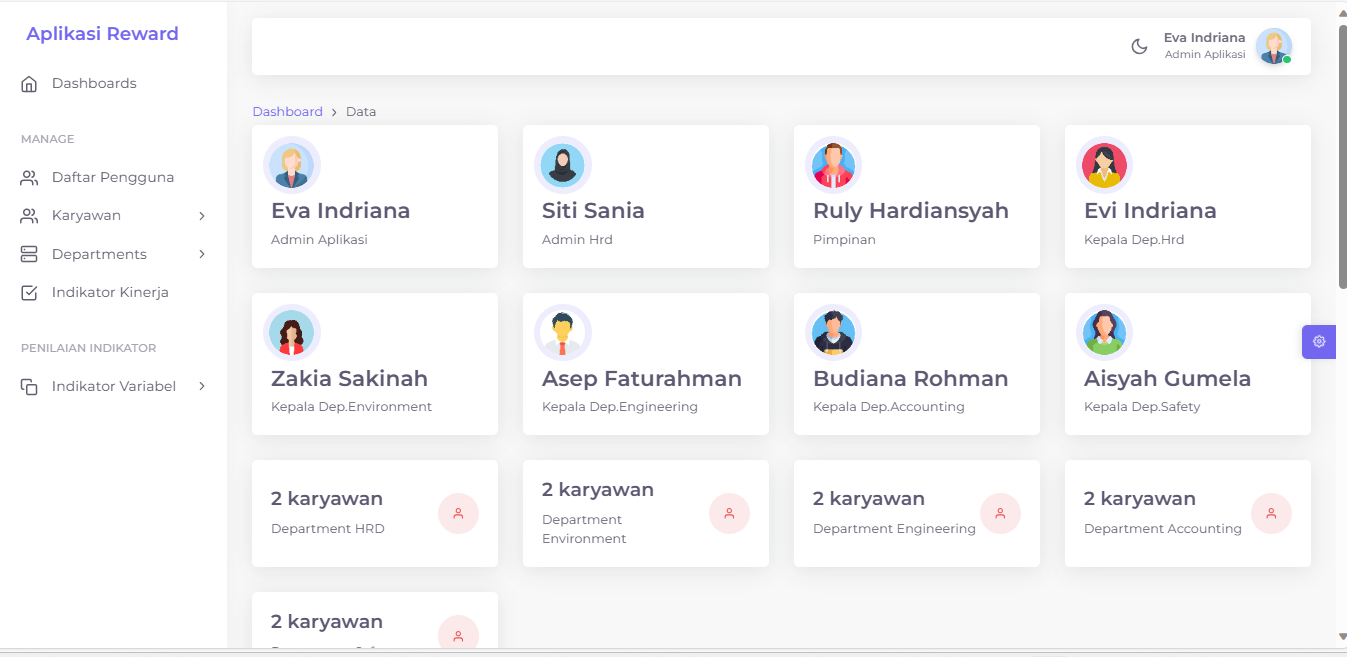 Aplikasi Reward
Dashboards
MANAGE
Daftar Pengguna
Karyawan
Departments
Indikator Kinerja
PENILAIAN INDIKATOR
Indikator Variabel
Eva Indriana
Admin Aplikasi
Dashboard > Data
Eva Indriana
Admin Aplikasi
Siti Sania
Admin Hrd
Ruly Hardiansyah
Pimpinan
Evi Indriana
Kepala Dep.Hrd
Zakia Sakinah
Kepala Dep.Environment
Asep Faturahman
Kepala Dep.Engineering
Budiana Rohman
Kepala Dep.Accounting
Aisyah Gumela
Kepala Dep.Safety
2 karyawan
Department HRD
2 karyawan
Department
Environment
2 karyawan
Department Engineering
2 karyawan
Department Accounting
2 karyawan